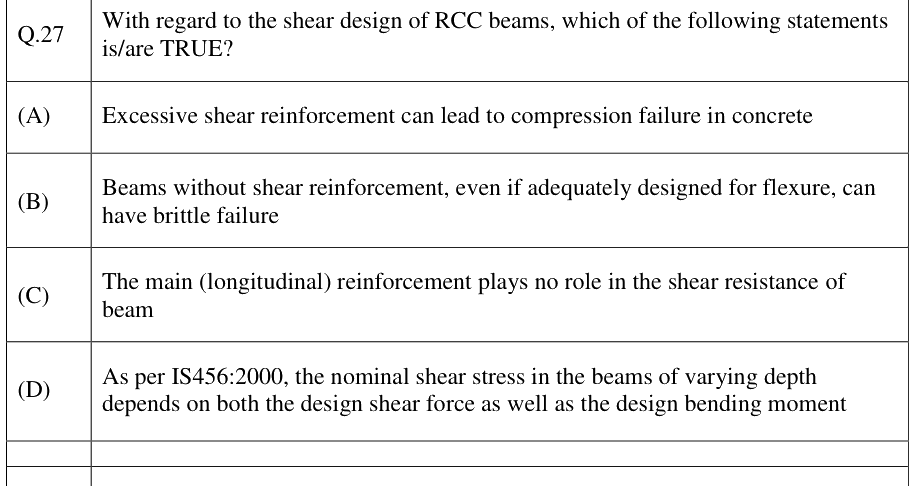 Q.27
With regard to the shear design of RCC beams, which of the following statements
is/are TRUE?
(A)
Excessive shear reinforcement can lead to compression failure in concrete
(B)
Beams without shear reinforcement, even if adequately designed for flexure, can
have brittle failure
(C)
The main (longitudinal) reinforcement plays no role in the shear resistance of
beam
(D)
As per IS456:2000, the nominal shear stress in the beams of varying depth
depends on both the design shear force as well as the design bending moment